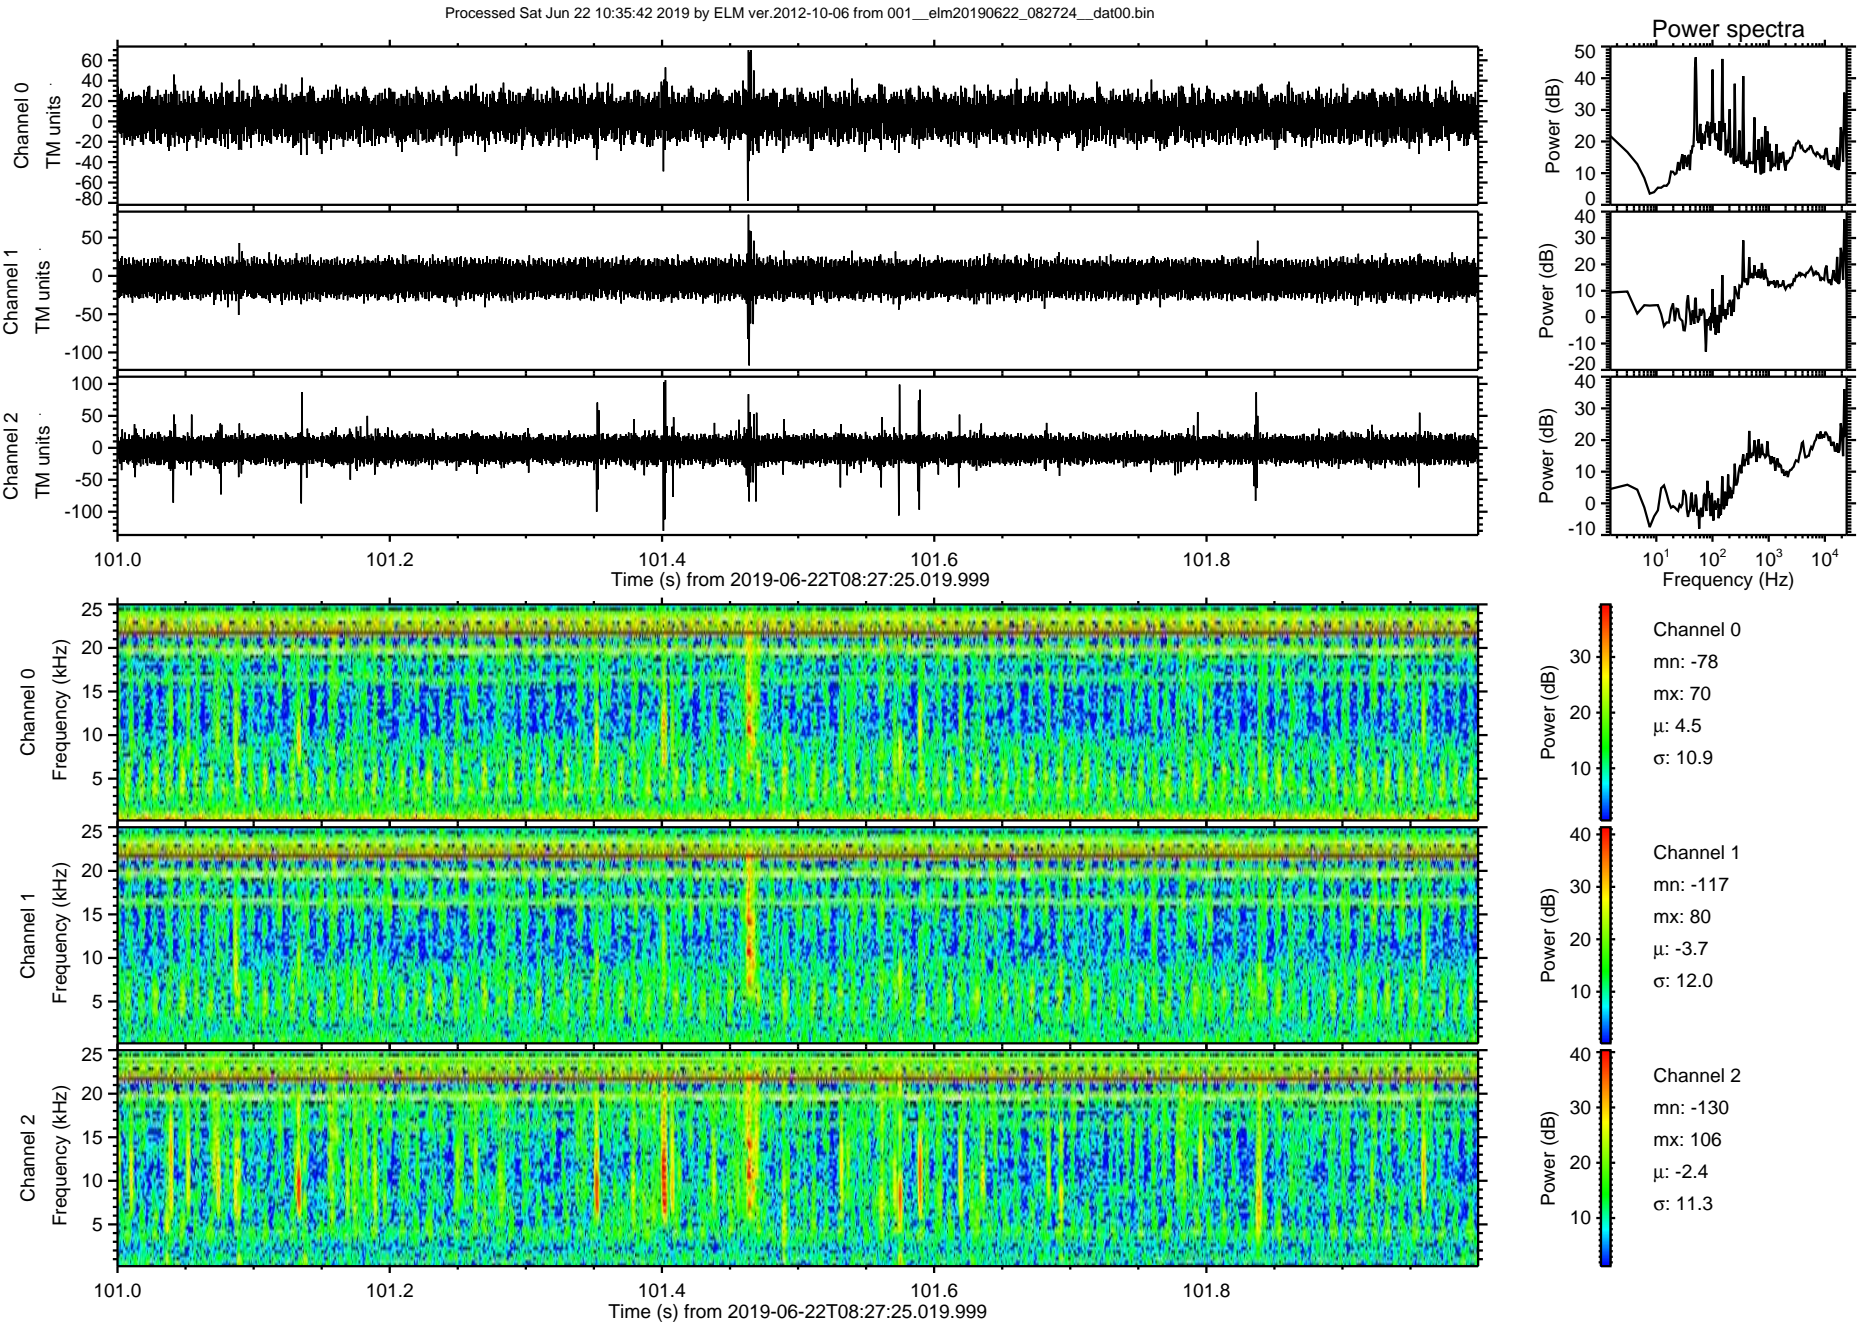 Processed Sat Jun 22 10:35:42 2019 by ELM ver.2012-10-06 from 001__elm20190622_082724__dat00.bin
Power spectra
Channel 0
TM units
60
40
20
0
-20
-40
-60
-80
Power (dB)
50
40
30
20
10
0
Channel 1
TM units
50
0
-50
-100
Power (dB)
40
30
20
10
0
-10
-20
Channel 2
TM units
100
50
0
-50
-100
Power (dB)
40
30
20
10
0
-10
101.0 101.2 101.4 101.6 101.8
Time (s) from 2019-06-22T08:27:25.019.999
10^1 10^2 10^3 10^4
Frequency (Hz)
Channel 0
Frequency (kHz)
25
20
15
10
5
Power (dB)
30
20
10
Channel 0
mn: -78
mx: 70
μ: 4.5
σ: 10.9
Channel 1
Frequency (kHz)
25
20
15
10
5
Power (dB)
40
30
20
10
Channel 1
mn: -117
mx: 80
μ: -3.7
σ: 12.0
Channel 2
Frequency (kHz)
25
20
15
10
5
Power (dB)
40
30
20
10
Channel 2
mn: -130
mx: 106
μ: -2.4
σ: 11.3
101.0 101.2 101.4 101.6 101.8
Time (s) from 2019-06-22T08:27:25.019.999